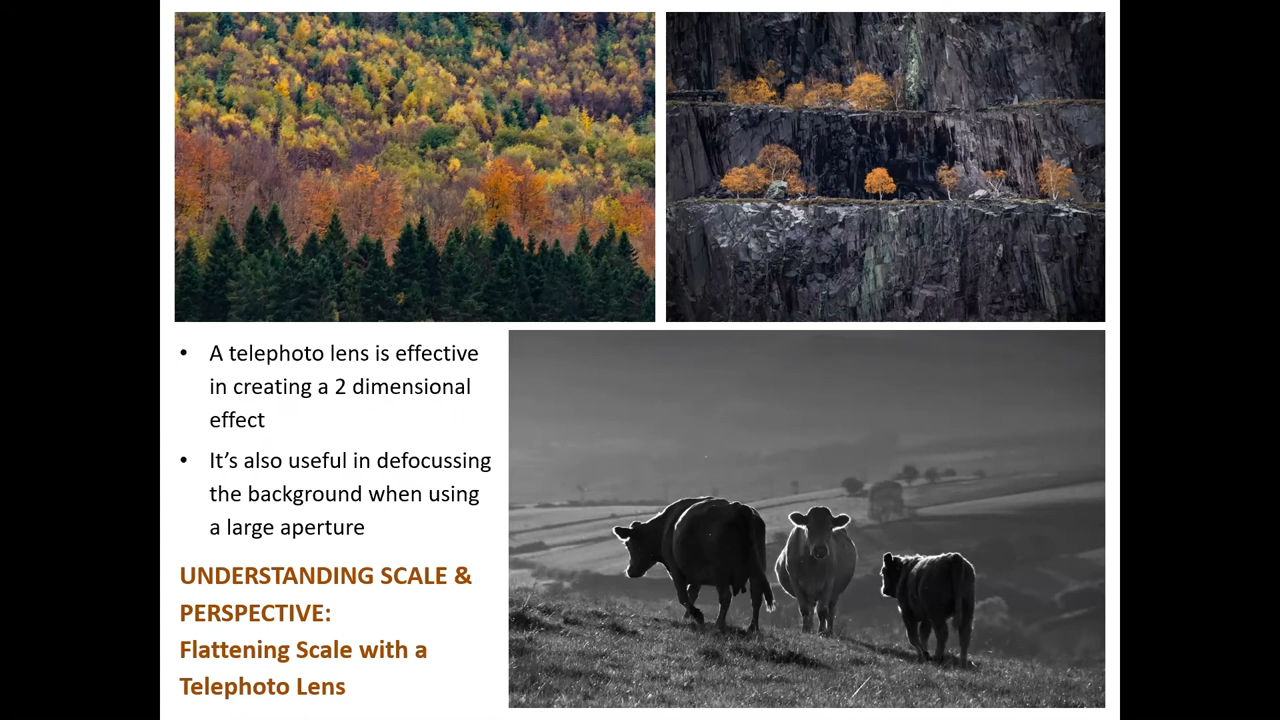 • A telephoto lens is effective
in creating a 2 dimensional
effect
• It’s also useful in defocussing
the background when using
a large aperture
UNDERSTANDING SCALE &
PERSPECTIVE:
Flattening Scale with a
Telephoto Lens